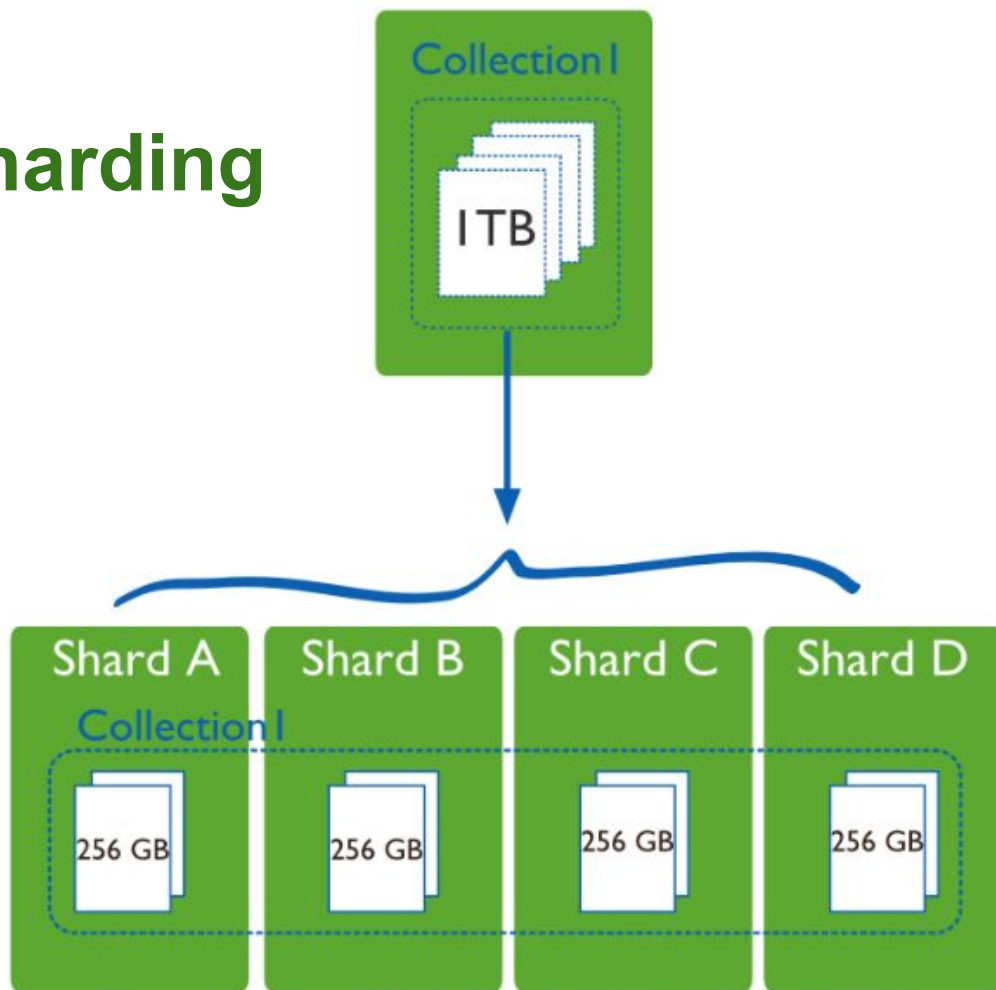 Collection1
harding
1TB
Shard A
Shard B
Shard C
Shard D
Collection1
256 GB
256 GB
256 GB
256 GB